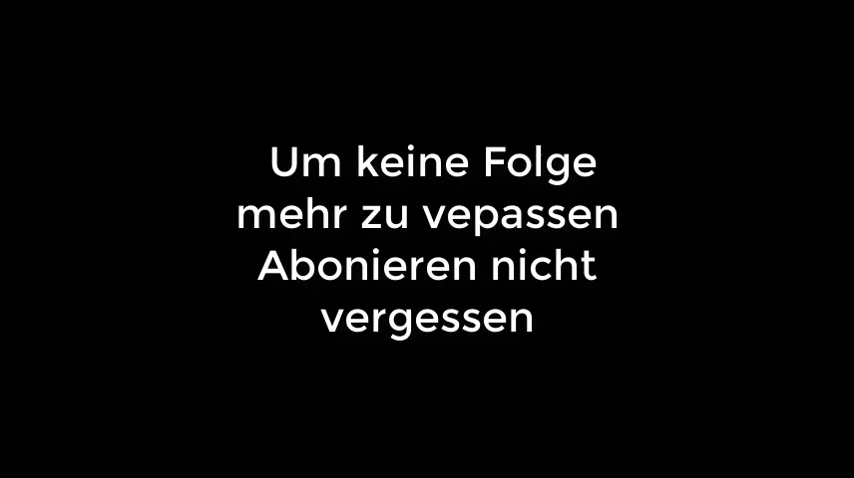 Um keine Folge
mehr zu vepassen
Abonieren nicht
vergessen